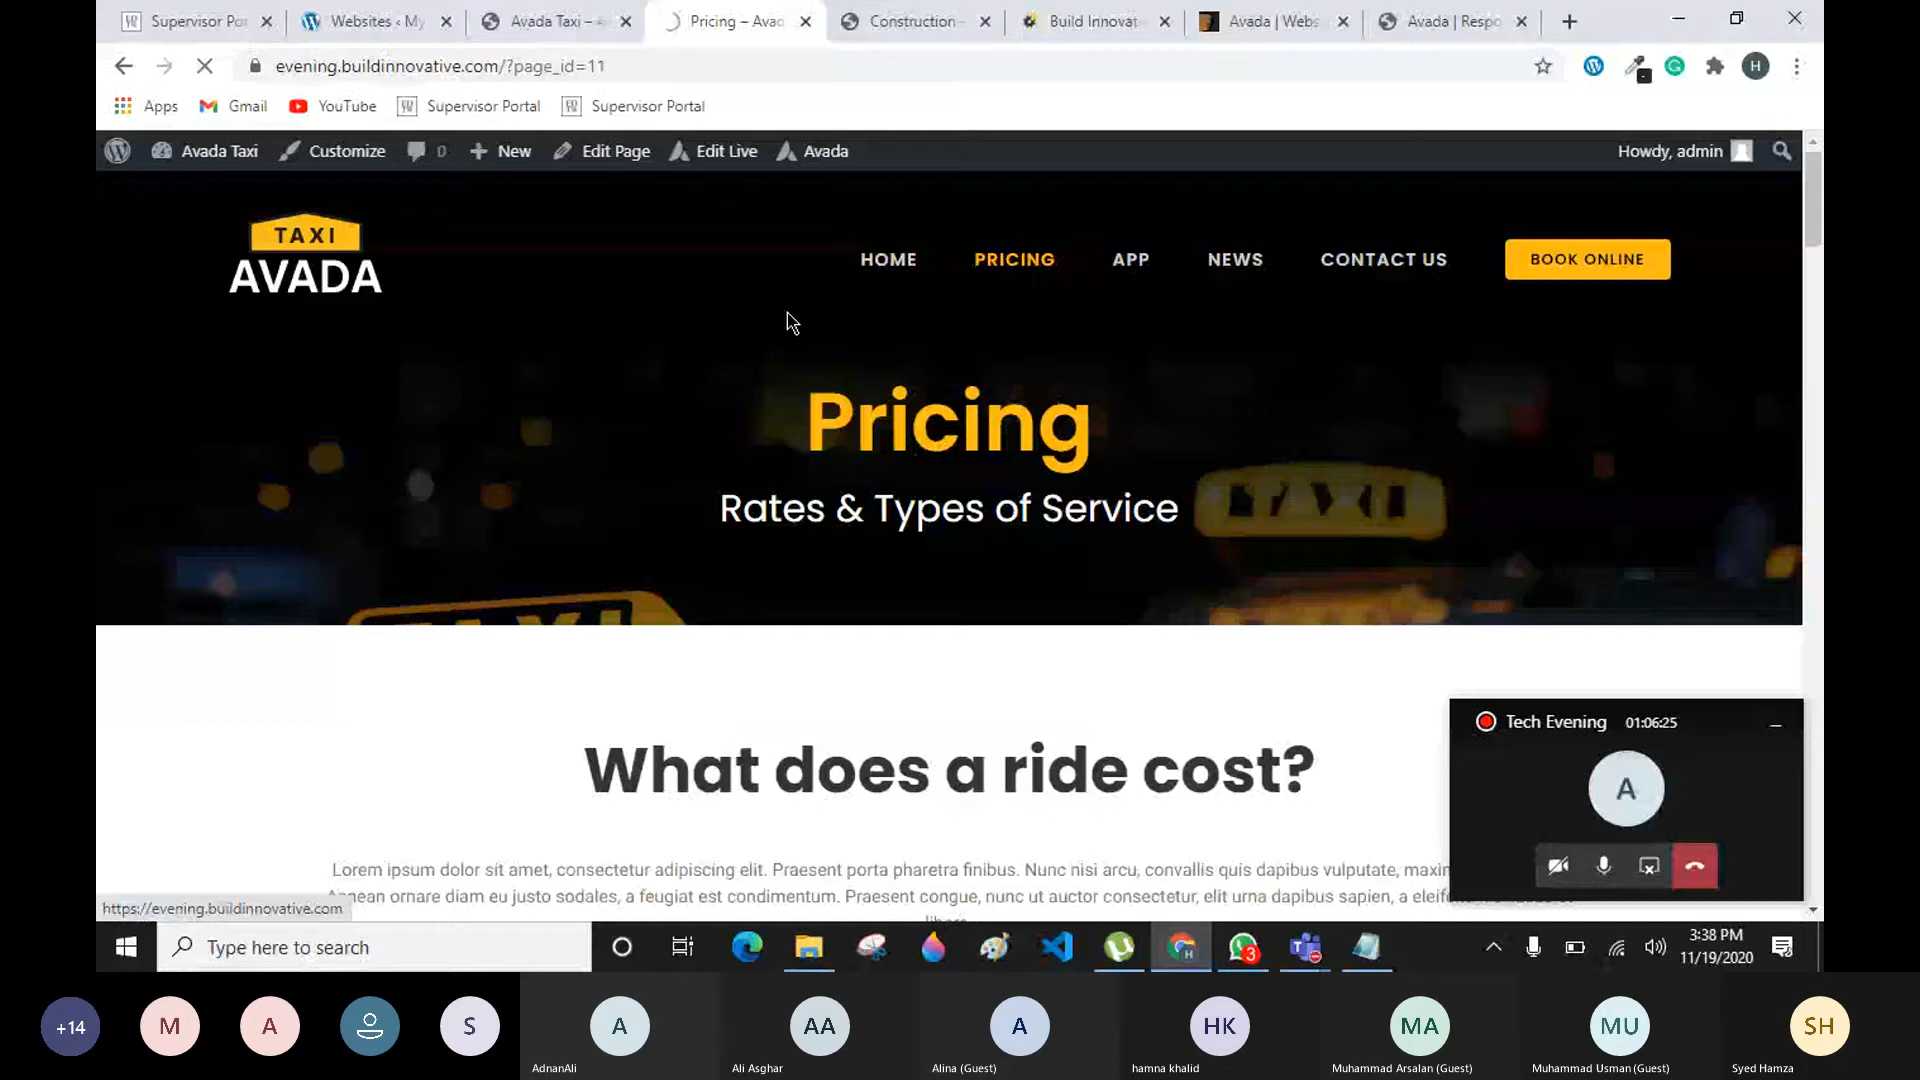 Supervisor Po
Websites ‹ My
Avada Taxi –
Pricing – Avad
Construction
Build Innovat
Avada | Webs
Avada | Respo
evening.buildinnovative.com/?page_id=11
H
Apps
Gmail
YouTube
Supervisor Portal
Supervisor Portal
Avada Taxi
Customize
0
New
Edit Page
Edit Live
Avada
Howdy, admin
TAXI
AVADA
HOME
PRICING
APP
NEWS
CONTACT US
BOOK ONLINE
Pricing
Rates & Types of Service
TAXI
TAXI
What does a ride cost?
Tech Evening
01:06:25
A
Lorem ipsum dolor sit amet, consectetur adipiscing elit. Praesent porta pharetra finibus. Nunc nisi arcu, convallis quis dapibus vulputate, maxin
enean ornare diam eu justo sodales, a feugiat est condimentum. Praesent congue, nunc ut auctor consectetur, elit urna dapibus sapien, a eleif
https://evening.buildinnovative.com
Type here to search
3
3:38 PM
11/19/2020
+14
M
A
S
A
AA
A
HK
MA
MU
SH
AdnanAli
Ali Asghar
Alina (Guest)
hamna khalid
Muhammad Arsalan (Guest)
Muhammad Usman (Guest)
Syed Hamza